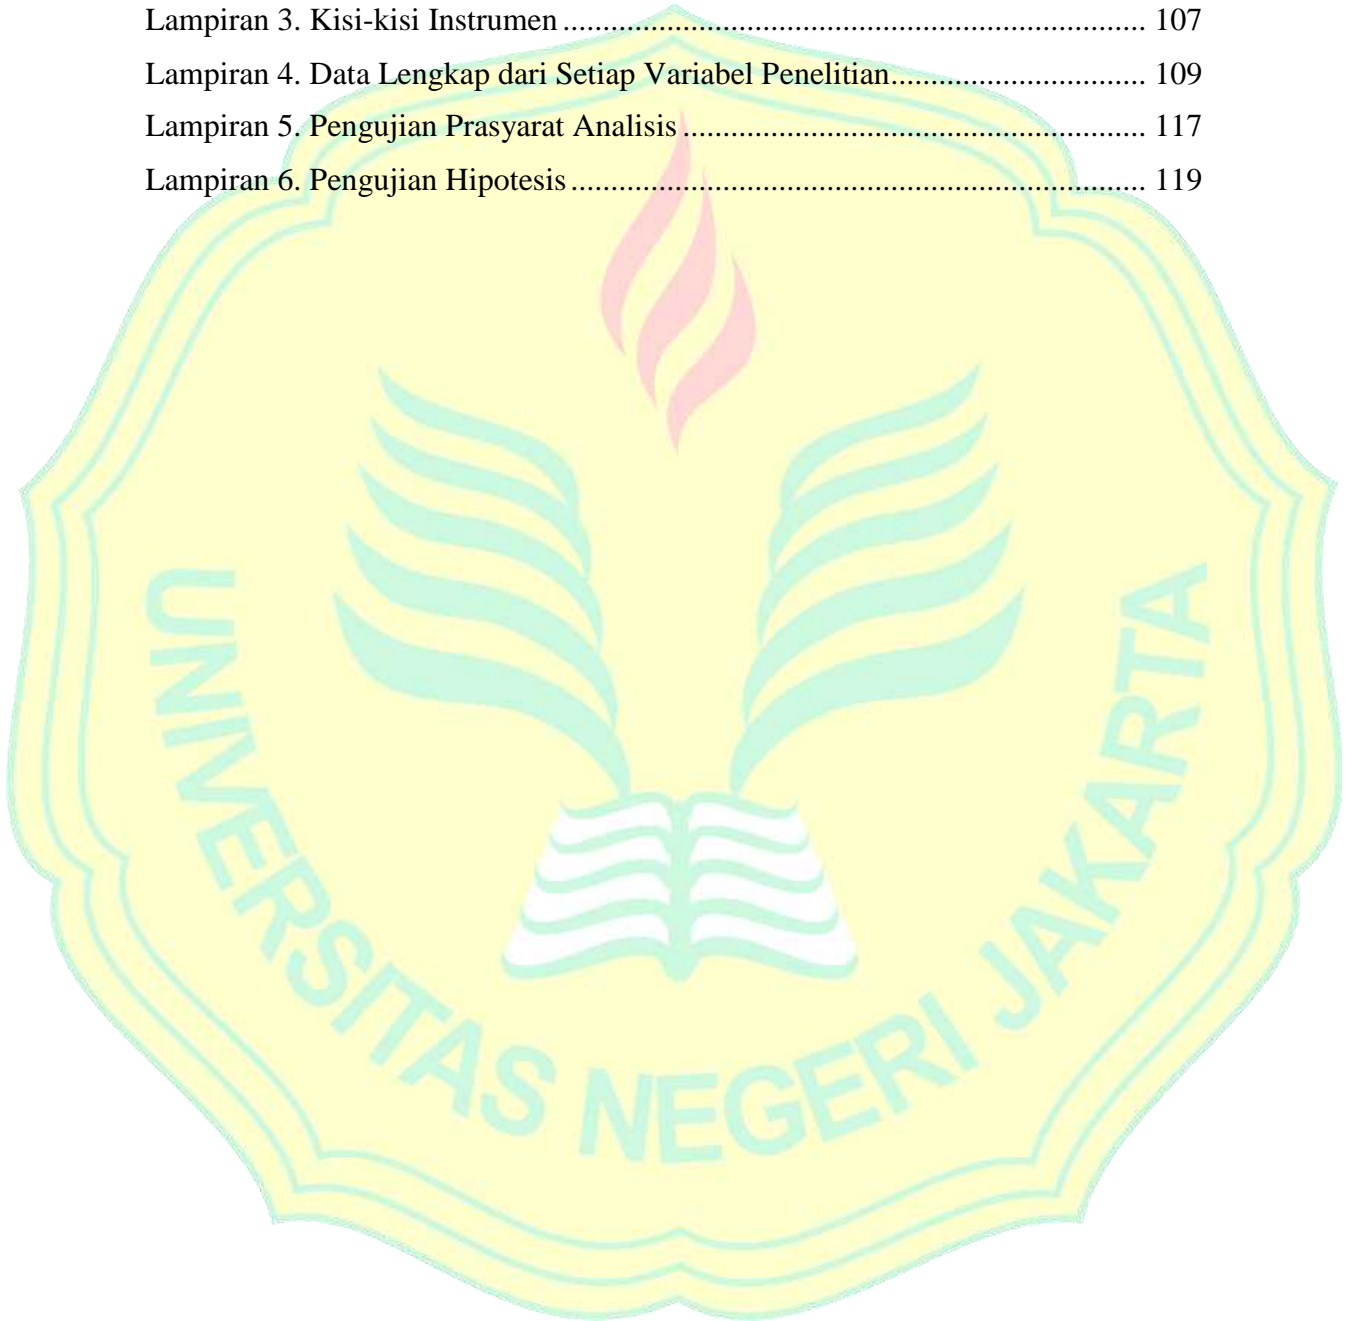 Lampiran 3. Kisi-kisi Instrumen .............................................................................. 107
Lampiran 4. Data Lengkap dari Setiap Variabel Penelitian................................ 109
Lampiran 5. Pengujian Prasyarat Analisis ........................................................... 117
Lampiran 6. Pengujian Hipotesis ......................................................................... 119
UNIVERSITAS NEGERI JAKARTA